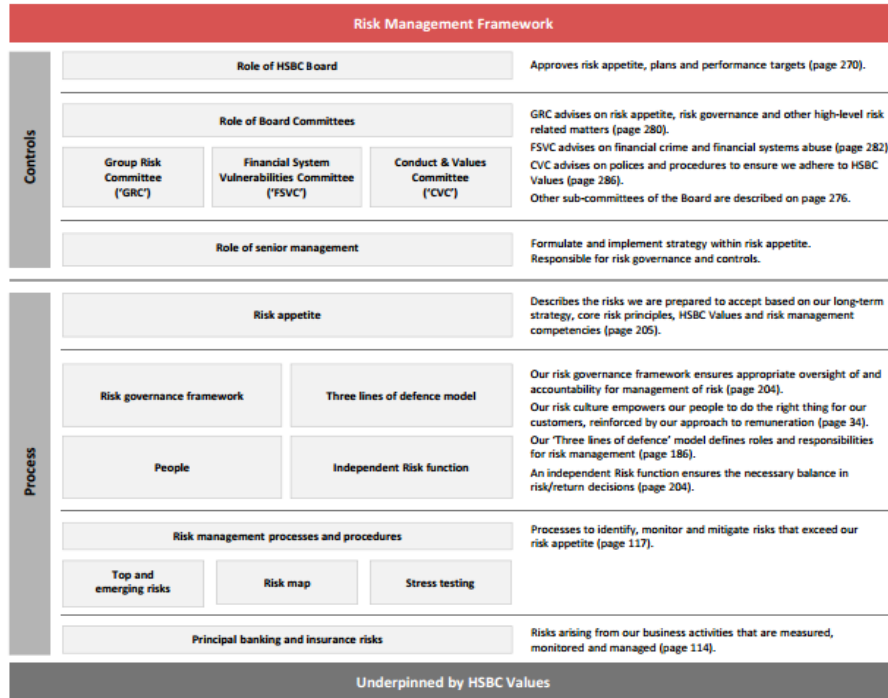 Risk Management Framework
Controls
Role of HSBC Board
Approves risk appetite, plans and performance targets (page 270).
Role of Board Committees
Group Risk
Committee
('GRC')
Financial System
Vulnerabilities Committee
('FSVC')
Conduct & Values
Committee
('CVC')
GRC advises on risk appetite, risk governance and other high-level risk
related matters (page 280).
FSVC advises on financial crime and financial systems abuse (page 282)
CVC advises on polices and procedures to ensure we adhere to HSBC
Values (page 286).
Other sub-committees of the Board are described on page 276.
Role of senior management
Formulate and implement strategy within risk appetite.
Responsible for risk governance and controls.
Process
Risk appetite
Describes the risks we are prepared to accept based on our long-term
strategy, core risk principles, HSBC Values and risk management
competencies (page 205).
Risk governance framework
Three lines of defence model
People
Independent Risk function
Our risk governance framework ensures appropriate oversight of and
accountability for management of risk (page 204).
Our risk culture empowers our people to do the right thing for our
customers, reinforced by our approach to remuneration (page 34).
Our 'Three lines of defence' model defines roles and responsibilities
for risk management (page 186).
An independent Risk function ensures the necessary balance in
risk/return decisions (page 204).
Risk management processes and procedures
Top and
emerging risks
Risk map
Stress testing
Processes to identify, monitor and mitigate risks that exceed our
risk appetite (page 117).
Principal banking and insurance risks
Risks arising from our business activities that are measured,
monitored and managed (page 114).
Underpinned by HSBC Values